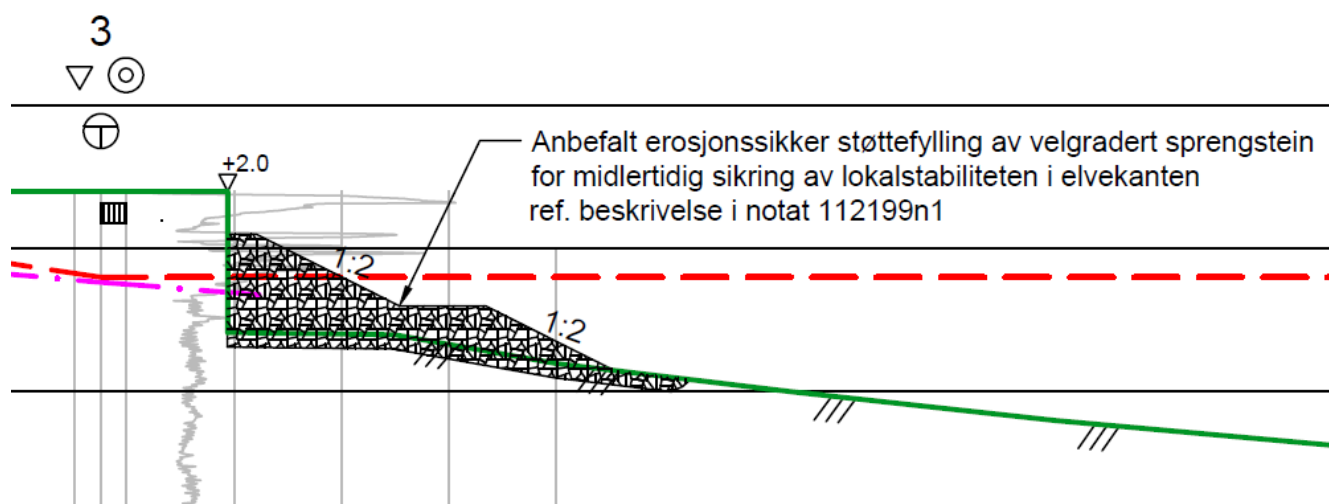 3
+2.0
Anbefalt erosjonssikker støttefylling av velgradert sprengstein
for midlertidig sikring av lokalstabiliteten i elvekanten
ref. beskrivelse i notat 112199n1
1:2
1:2